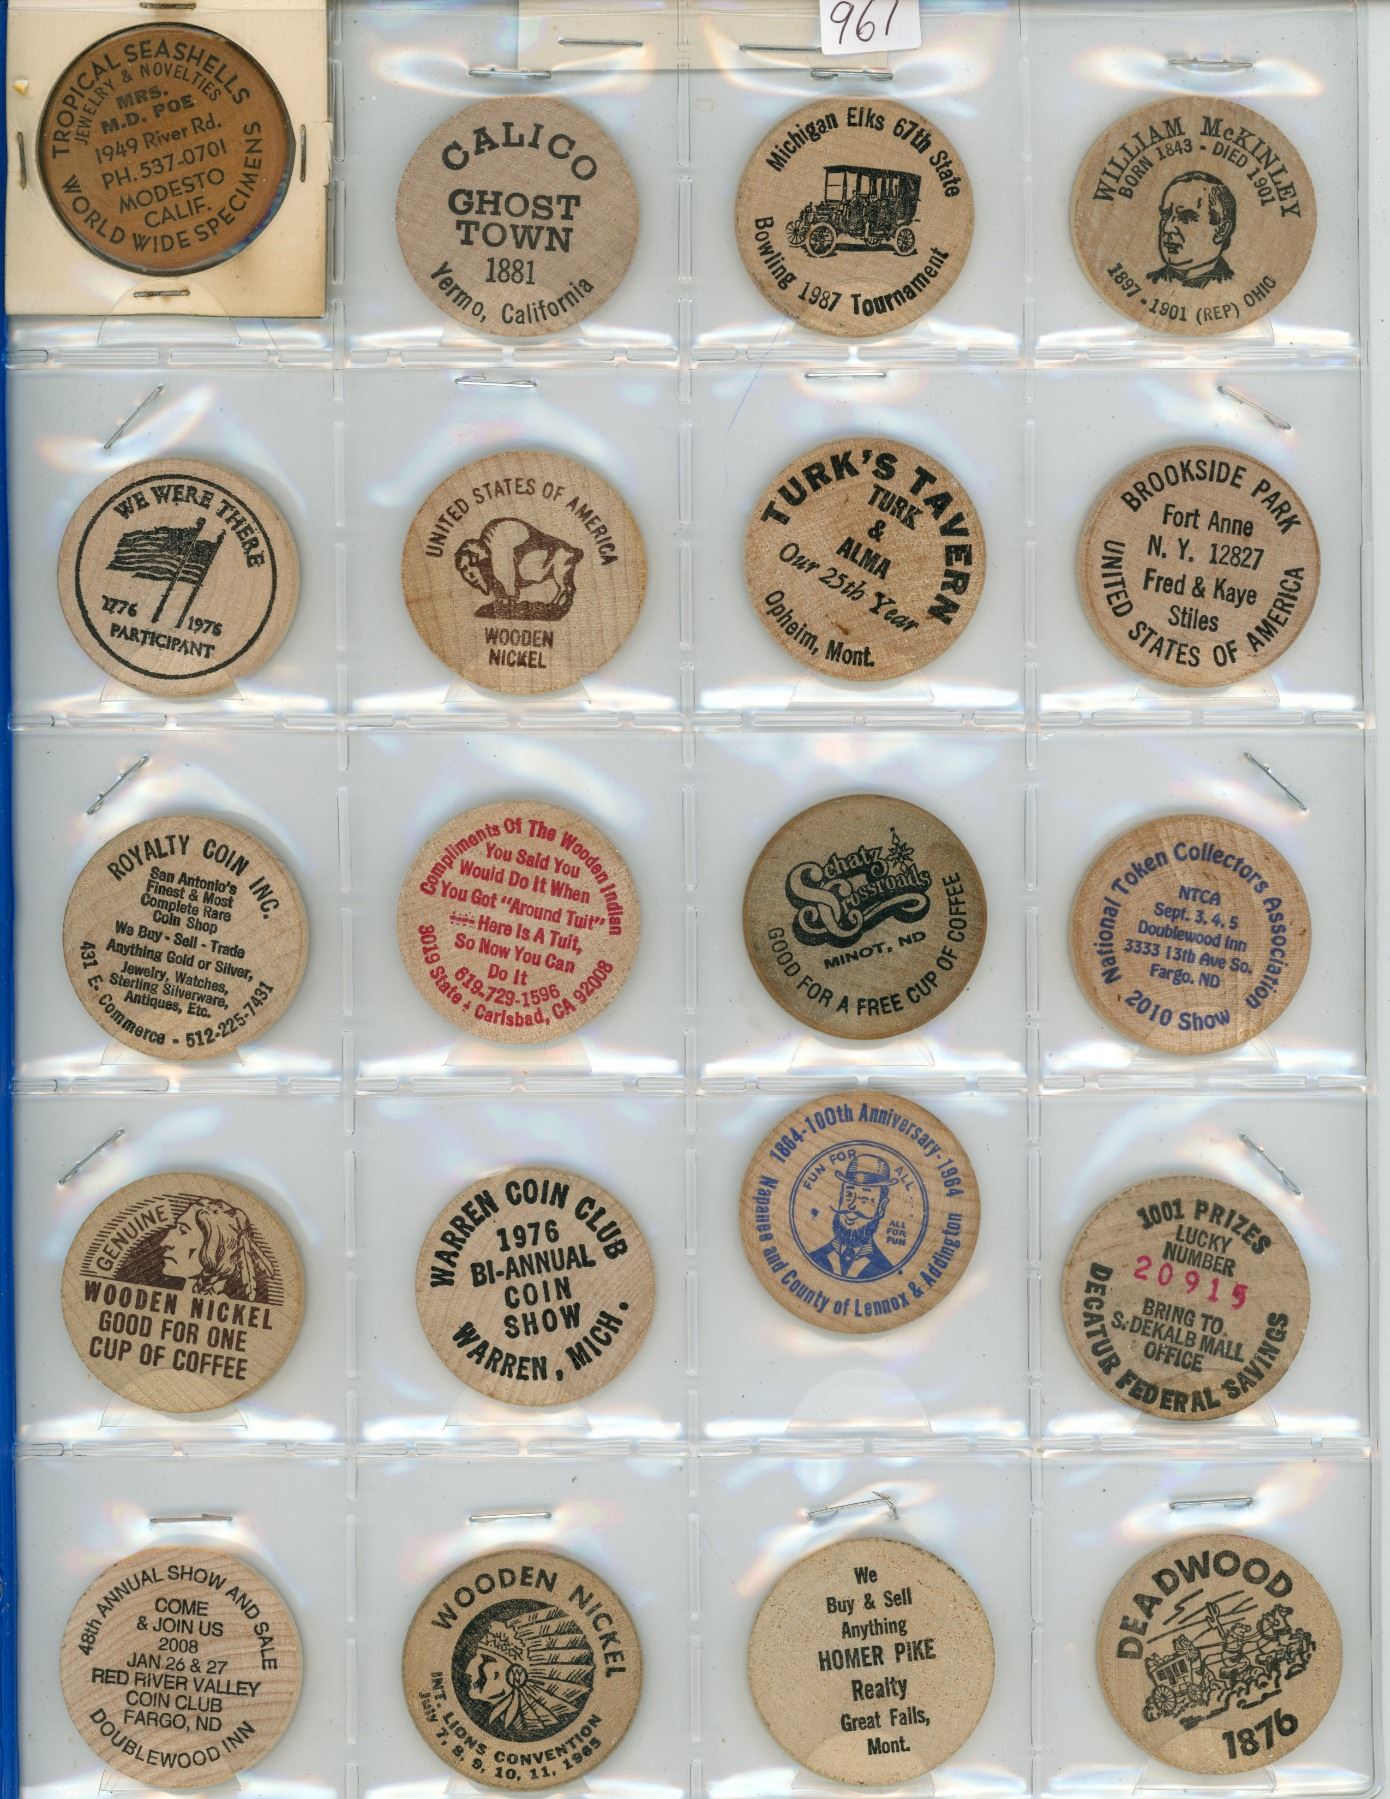 961
TROPICAL SEASHELLS
JEWELRY & NOVELTIES
MRS.
M.D. POE
1949 River Rd.
PH. 537-0701
MODESTO
CALIF.
WORLD WIDE SPECIMENS
CALICO
GHOST
TOWN
1881
Yermo, California
Michigan Elks 67th State
Bowling 1987 Tournament
WILLIAM McKINLEY
BORN 1843 - DIED 1901
1897 - 1901 (REP) OHIO
WE WERE THERE
1776
1976
PARTICIPANT
UNITED STATES OF AMERICA
WOODEN
NICKEL
TURK'S TAVERN
TURK
&
ALMA
Our 25th Year
Opheim, Mont.
BROOKSIDE PARK
Fort Anne
N. Y. 12827
Fred & Kaye
Stiles
UNITED STATES OF AMERICA
ROYALTY COIN INC.
San Antonio's
Finest & Most
Complete Rare
Coin Shop
We Buy - Sell - Trade
Anything Gold or Silver,
Jewelry, Watches,
Sterling Silverware,
Antiques, Etc.
431 E. Commerce - 512-225-7431
Compliments Of The Wooden Indian
You Said You
Would Do It When
You Got "Around Tuit"
Here Is A Tuit,
So Now You Can
Do It
619-729-1596
3019 State : Carlsbad, CA 92008
Schatz
Crossroads
MINOT, ND
GOOD FOR A FREE CUP OF COFFEE
National Token Collectors Association
NTCA
Sept. 3, 4, 5
Doublewood Inn
3333 13th Ave So.
Fargo, ND
2010 Show
GENUINE
WOODEN NICKEL
GOOD FOR ONE
CUP OF COFFEE
WARREN COIN CLUB
1976
BI-ANNUAL
COIN
SHOW
WARREN, MICH.
1864-100th Anniversary-1964
FUN FOR ALL
ALL
FOR
FUN
Napanee and County of Lennox & Addington
1001 PRIZES
LUCKY
NUMBER
20915
BRING TO
S. DEKALB MALL
OFFICE
DECATUR FEDERAL SAVINGS
48th ANNUAL SHOW AND SALE
COME
& JOIN US
2008
JAN 26 & 27
RED RIVER VALLEY
COIN CLUB
FARGO, ND
DOUBLEWOOD INN
WOODEN NICKEL
INT. LIONS CONVENTION
July 7, 8, 9, 10, 11, 1965
We
Buy & Sell
Anything
HOMER PIKE
Realty
Great Falls,
Mont.
DEADWOOD
1876